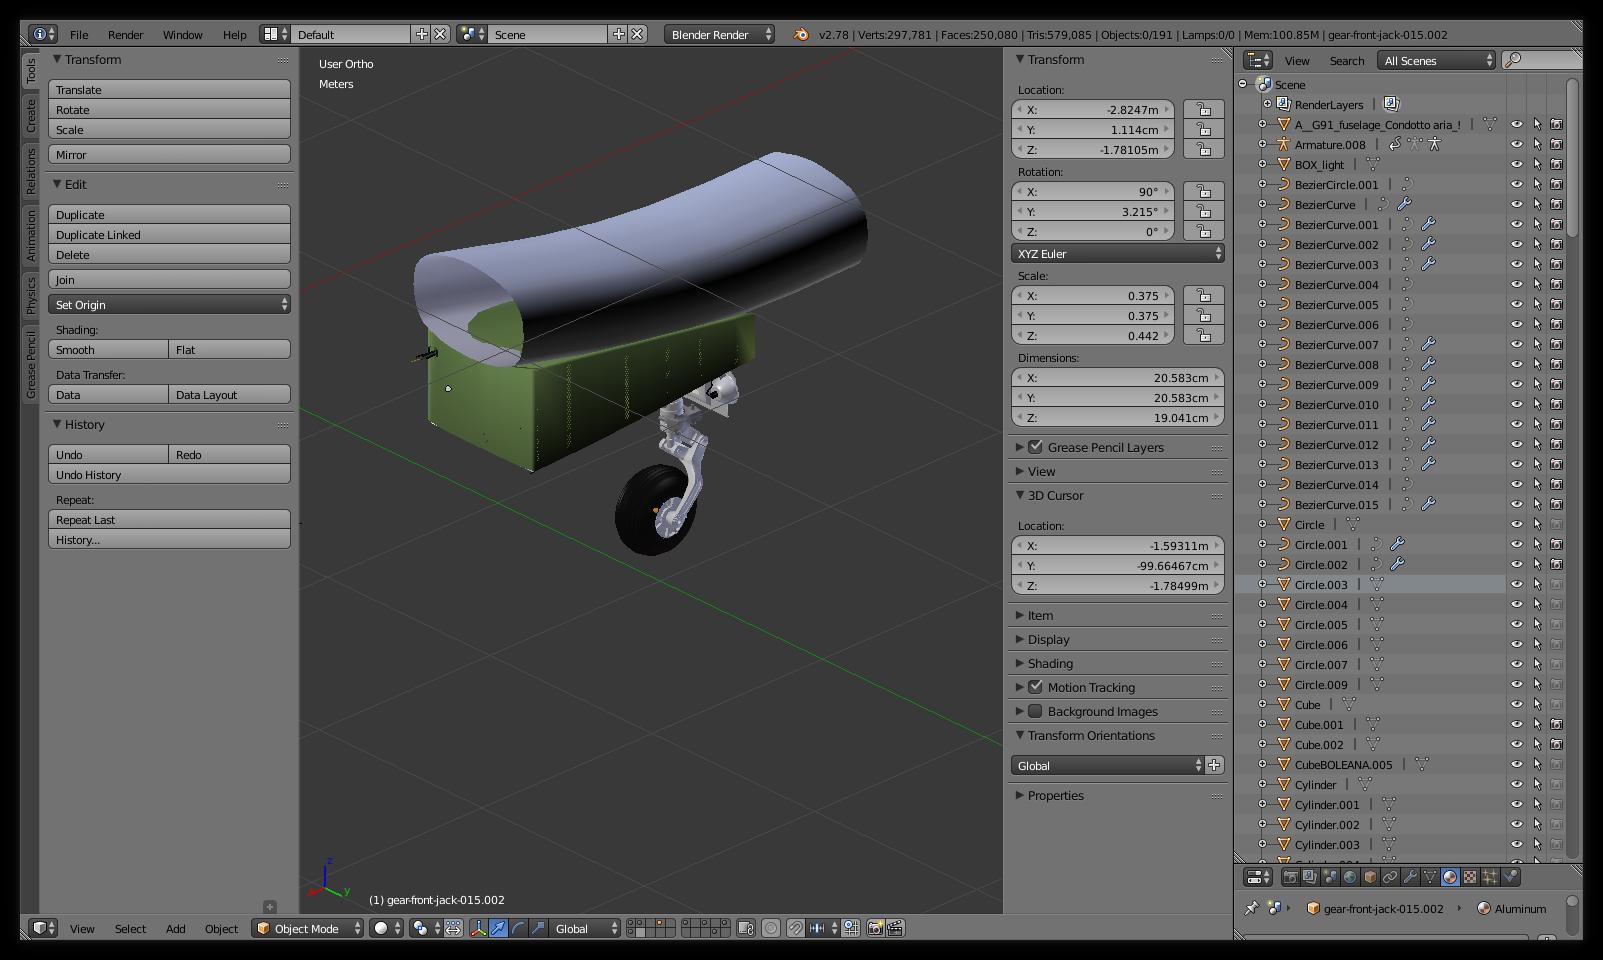 File Render Window Help Default Scene Blender Render v2.78 | Verts:297,781 | Faces:250,080 | Tris:579,085 | Objects:0/191 | Lamps:0/0 | Mem:100.85M | gear-front-jack-015.002
Tools
Create
Relations
Animation
Physics
Grease Pencil
Transform
Translate
Rotate
Scale
Mirror
Edit
Duplicate
Duplicate Linked
Delete
Join
Set Origin
Shading:
Smooth Flat
Data Transfer:
Data Data Layout
History
Undo Redo
Undo History
Repeat:
Repeat Last
History...
User Ortho
Meters
z
y
(1) gear-front-jack-015.002
View Select Add Object Object Mode Global
Transform
Location:
X: -2.8247m
Y: 1.114cm
Z: -1.78105m
Rotation:
X: 90°
Y: 3.215°
Z: 0°
XYZ Euler
Scale:
X: 0.375
Y: 0.375
Z: 0.442
Dimensions:
X: 20.583cm
Y: 20.583cm
Z: 19.041cm
Grease Pencil Layers
View
3D Cursor
Location:
X: -1.59311m
Y: -99.66467cm
Z: -1.78499m
Item
Display
Shading
Motion Tracking
Background Images
Transform Orientations
Global
Properties
View Search All Scenes
Scene
RenderLayers |
A__G91_fuselage_Condotto aria_! |
Armature.008 |
BOX_light |
BezierCircle.001 |
BezierCurve |
BezierCurve.001 |
BezierCurve.002 |
BezierCurve.003 |
BezierCurve.004 |
BezierCurve.005 |
BezierCurve.006 |
BezierCurve.007 |
BezierCurve.008 |
BezierCurve.009 |
BezierCurve.010 |
BezierCurve.011 |
BezierCurve.012 |
BezierCurve.013 |
BezierCurve.014 |
BezierCurve.015 |
Circle |
Circle.001 |
Circle.002 |
Circle.003 |
Circle.004 |
Circle.005 |
Circle.006 |
Circle.007 |
Circle.009 |
Cube |
Cube.001 |
Cube.002 |
CubeBOLEANA.005 |
Cylinder |
Cylinder.001 |
Cylinder.002 |
Cylinder.003 |
gear-front-jack-015.002 Aluminum